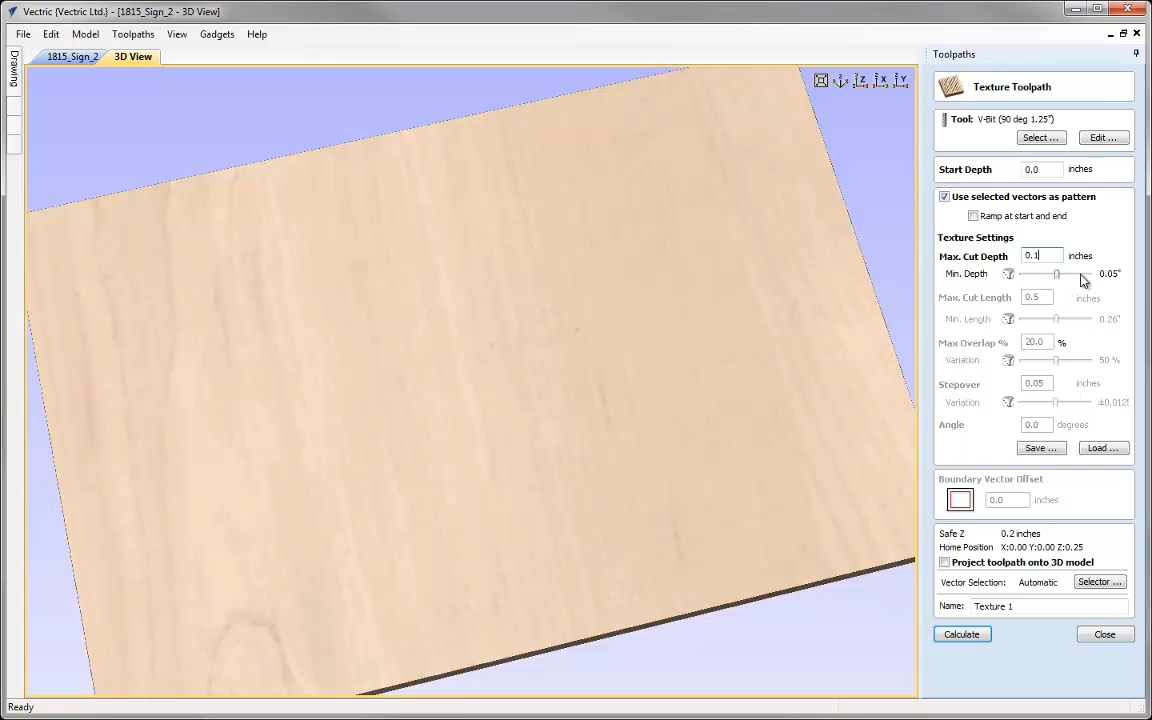 Vectric {Vectric Ltd.} - [1815_Sign_2 - 3D View]
File Edit Model Toolpaths View Gadgets Help
Drawing
1815_Sign_2 3D View
Z X Y
Toolpaths
Texture Toolpath
Tool: V-Bit (90 deg 1.25")
Select ... Edit ...
Start Depth 0.0 inches
Use selected vectors as pattern
Ramp at start and end
Texture Settings
Max. Cut Depth 0.1 inches
Min. Depth 0.05"
Max. Cut Length 0.5 inches
Min. Length 0.26"
Max Overlap % 20.0 %
Variation 50 %
Stepover 0.05 inches
Variation ±0.0125
Angle 0.0 degrees
Save ... Load ...
Boundary Vector Offset
0.0 inches
Safe Z 0.2 inches
Home Position X:0.00 Y:0.00 Z:0.25
Project toolpath onto 3D model
Vector Selection: Automatic Selector ...
Name: Texture 1
Calculate Close
Ready